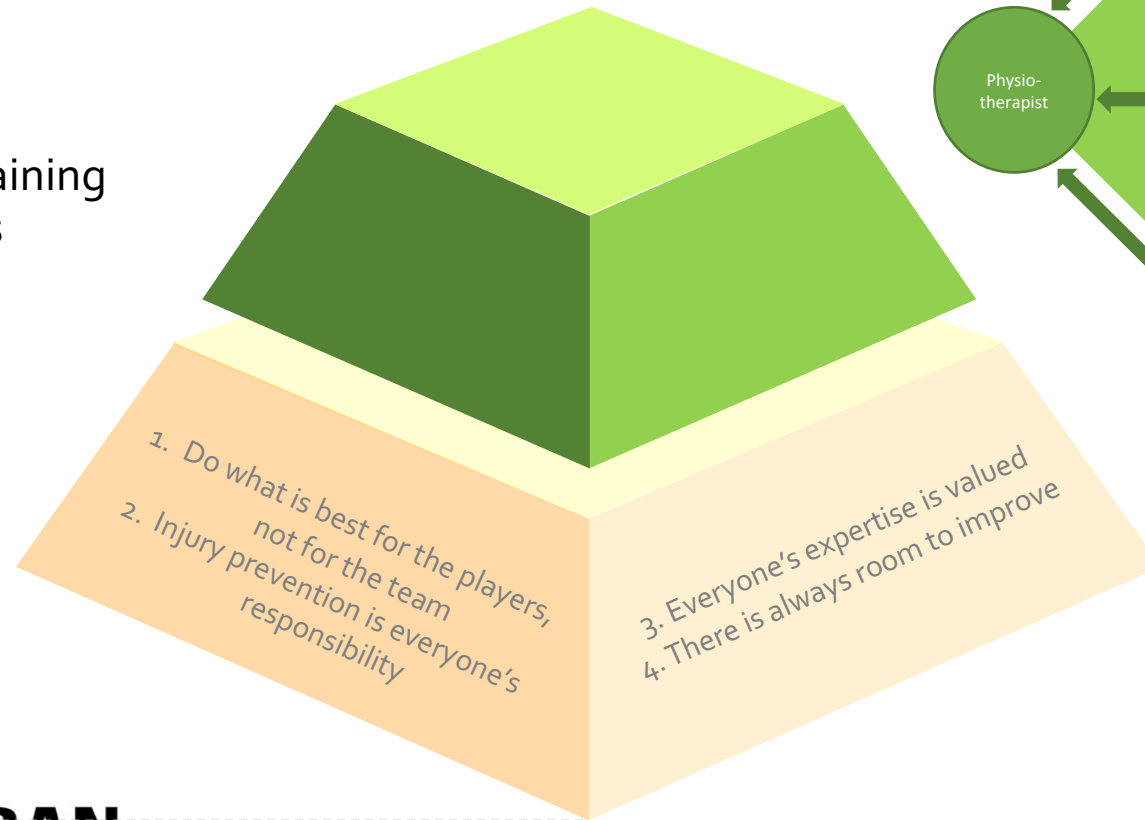 Physio-
therapist
1. Do what is best for the players,
not for the team
2. Injury prevention is everyone's
responsibility
3. Everyone's expertise is valued
4. There is always room to improve